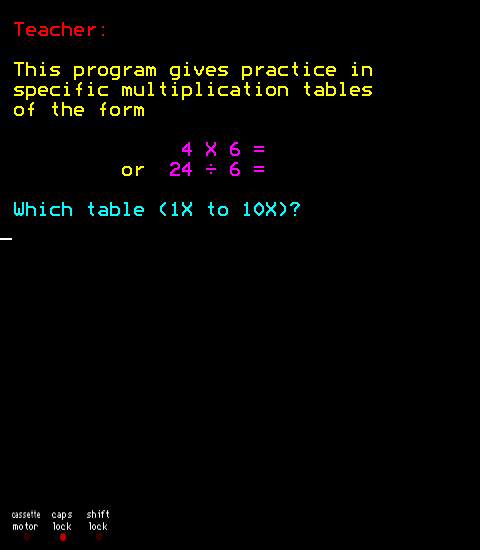 Teacher:
This program gives practice in
specific multiplication tables
of the form
4 X 6 =
or 24 ÷ 6 =
Which table (1X to 10X)?
cassette motor
caps lock
shift lock